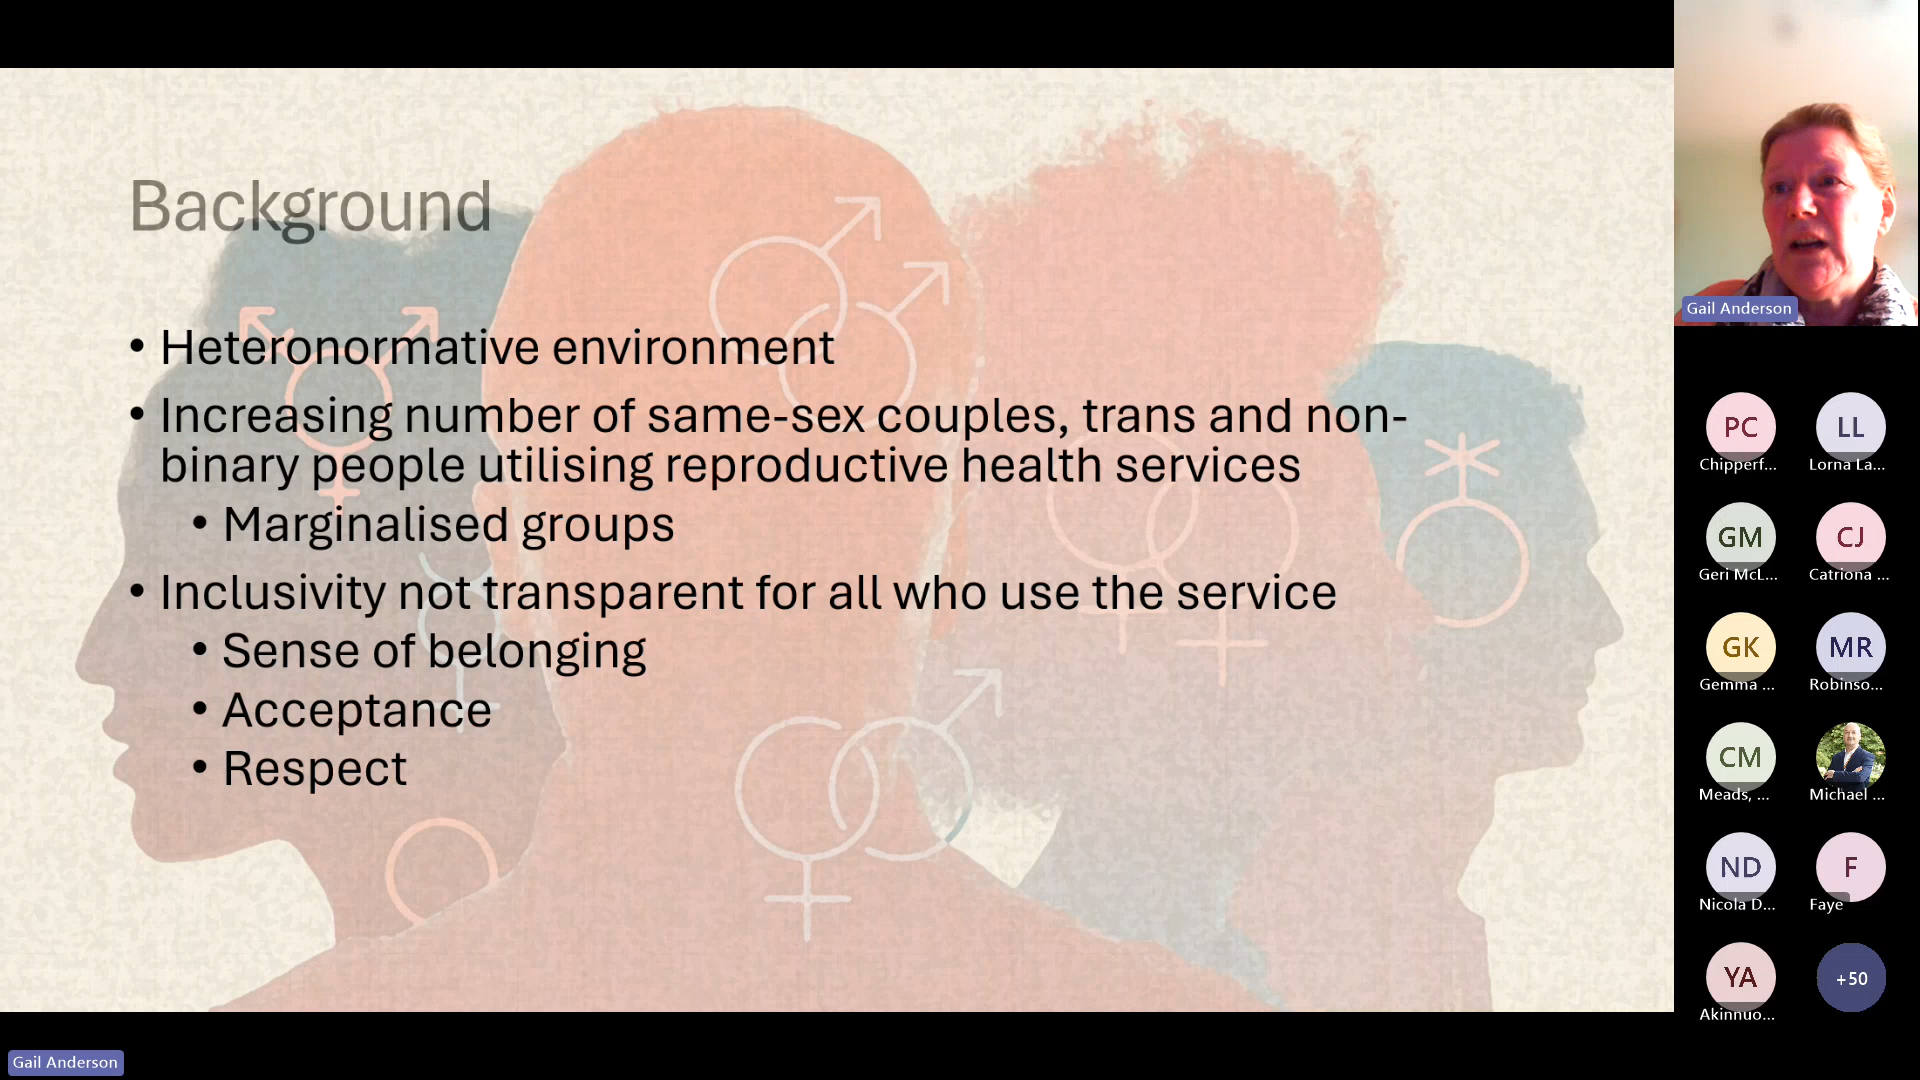 Background
• Heteronormative environment
• Increasing number of same-sex couples, trans and non-
binary people utilising reproductive health services
• Marginalised groups
• Inclusivity not transparent for all who use the service
• Sense of belonging
• Acceptance
• Respect
Gail Anderson
PC
LL
Chipperf...
Lorna La...
GM
CJ
Geri McL...
Catriona ...
GK
MR
Gemma ...
Robinso...
CM
Meads, ...
Michael ...
ND
F
Nicola D...
Faye
YA
+50
Akinnuo...
Gail Anderson